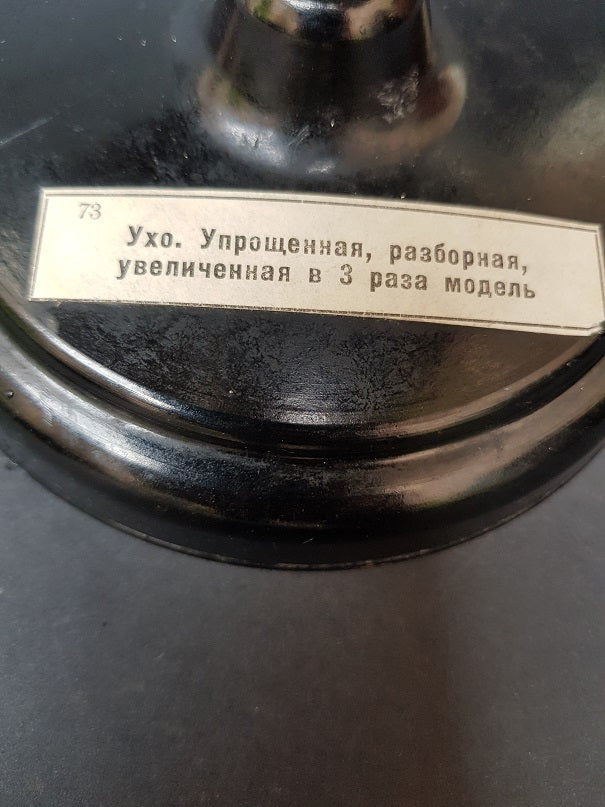 73
Ухо. Упрощенная, разборная,
увеличенная в 3 раза модель